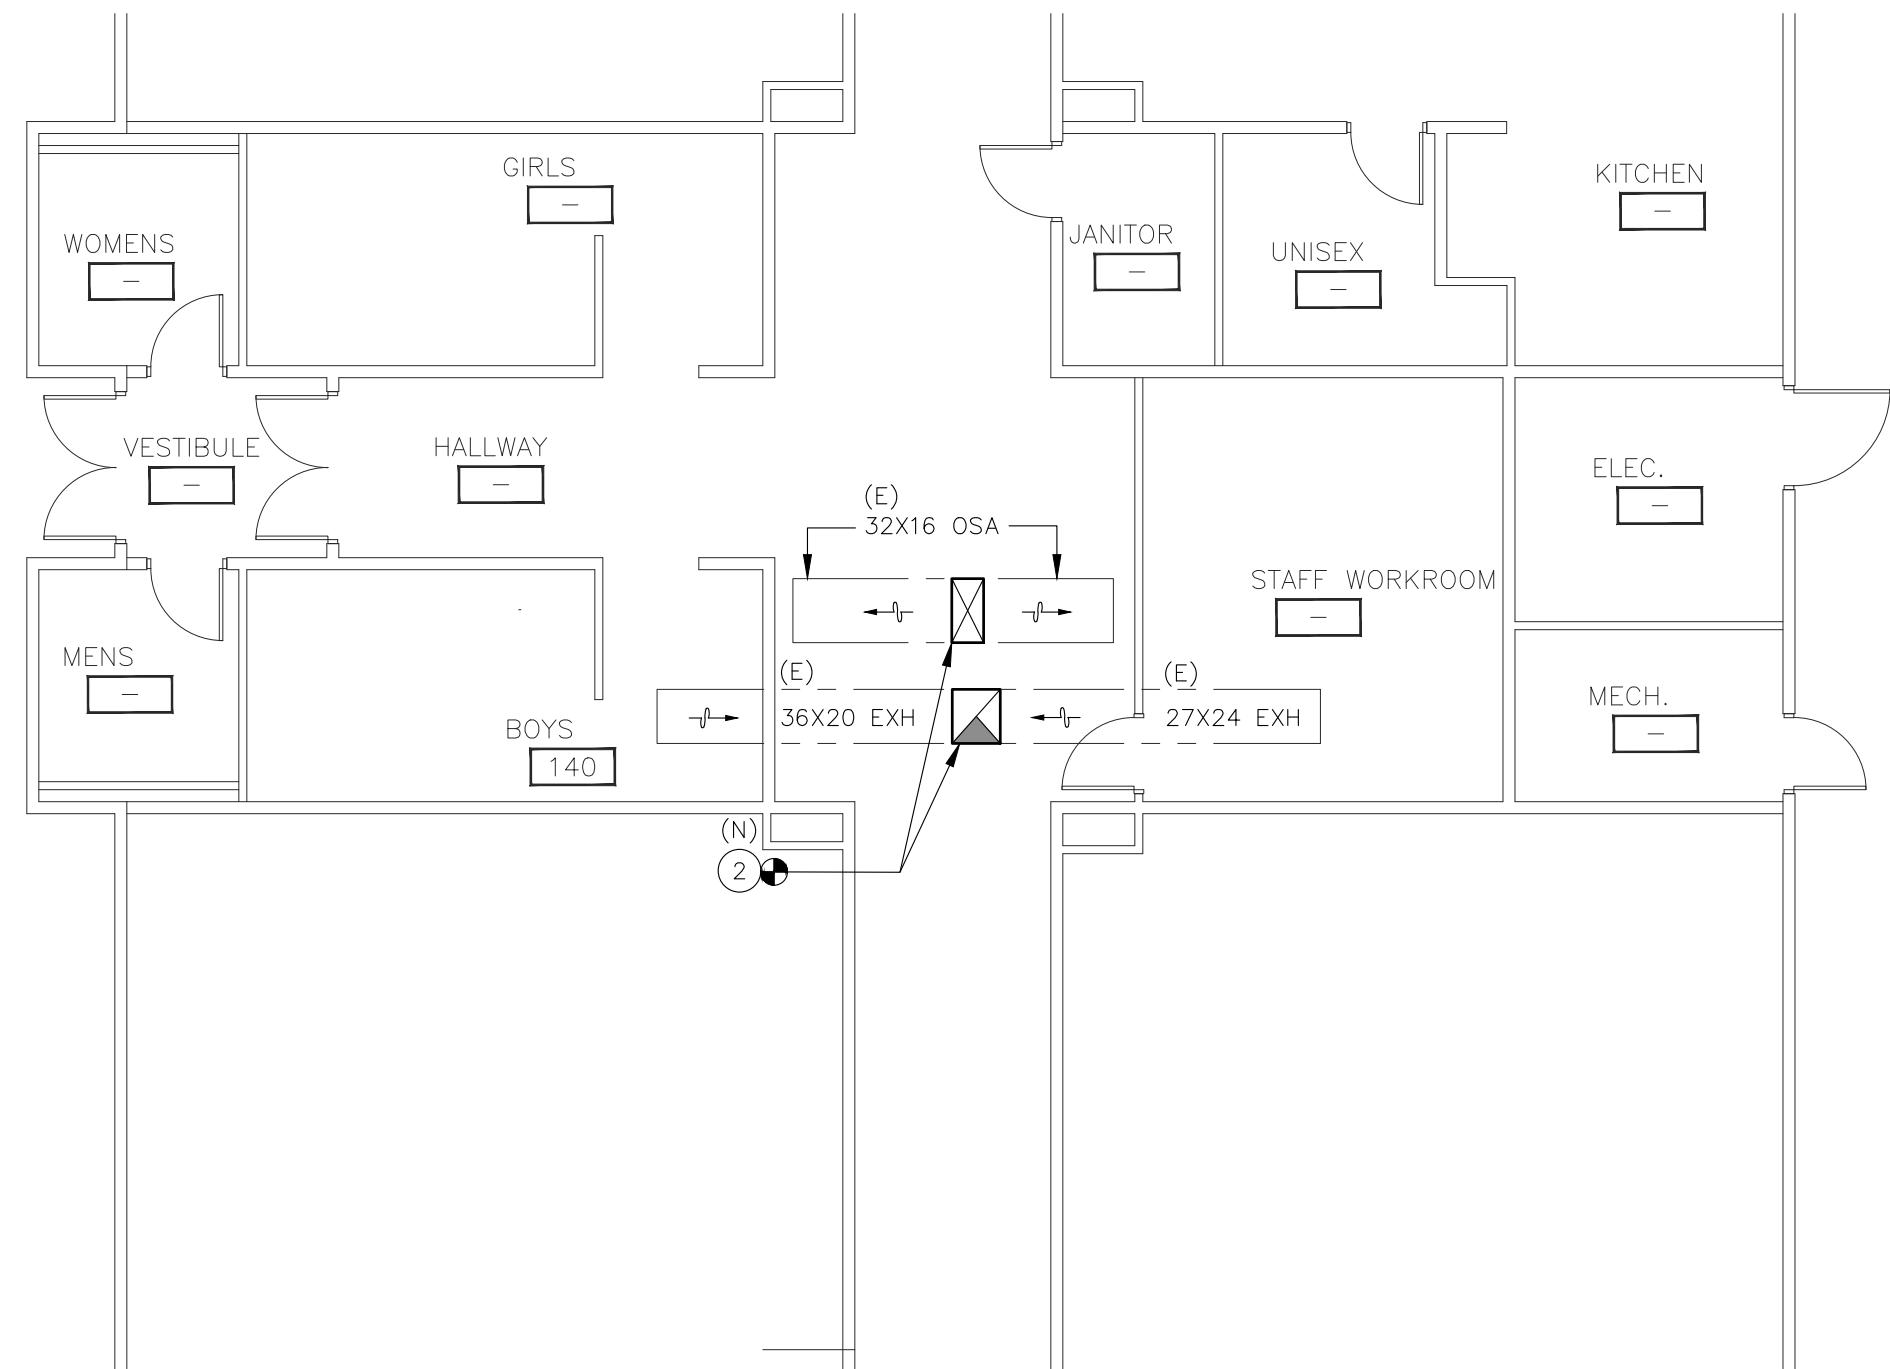 GIRLS
—
KITCHEN
—
WOMENS
—
JANITOR
—
UNISEX
—
VESTIBULE
—
HALLWAY
—
ELEC.
—
(E)
32X16 OSA
STAFF WORKROOM
—
MENS
—
(E)
36X20 EXH
(E)
27X24 EXH
MECH.
—
BOYS
140
(N)
2